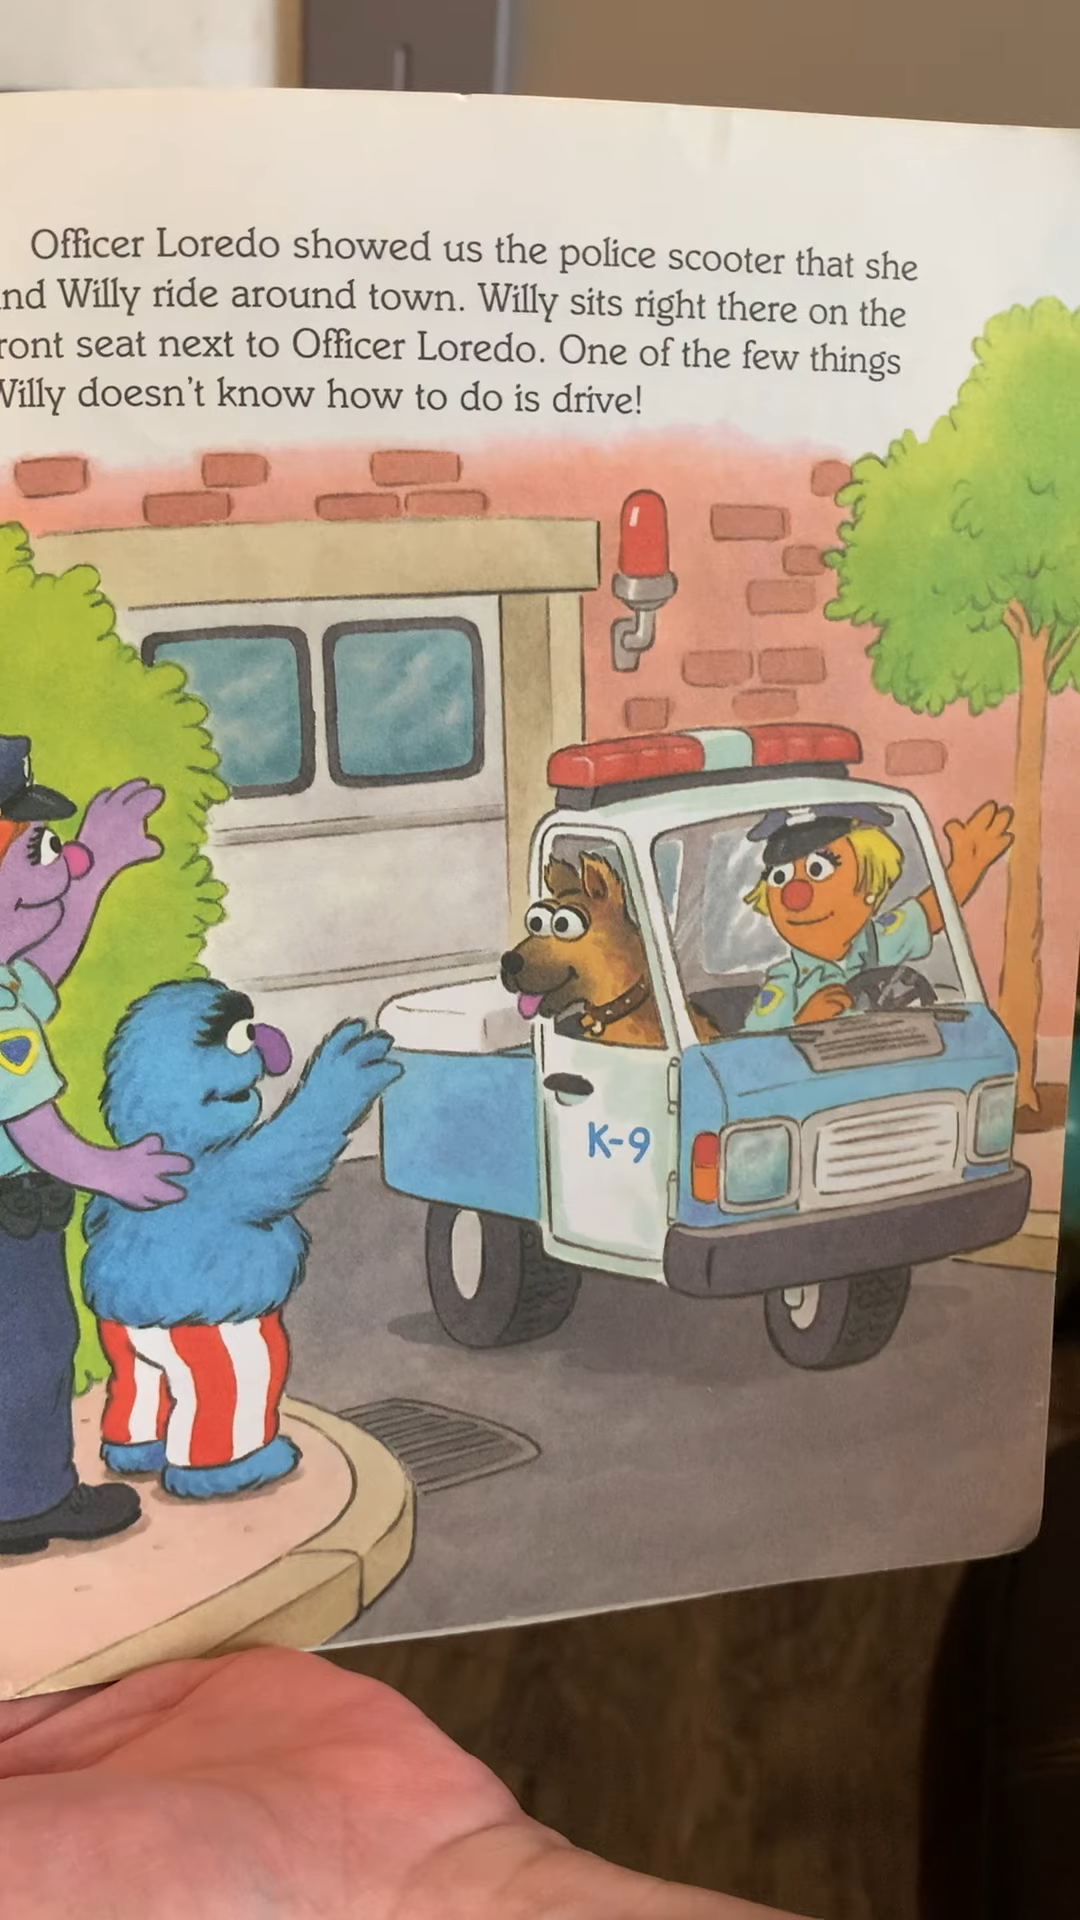 Officer Loredo showed us the police scooter that she
nd Willy ride around town. Willy sits right there on the
ront seat next to Officer Loredo. One of the few things
Willy doesn't know how to do is drive!
K-9